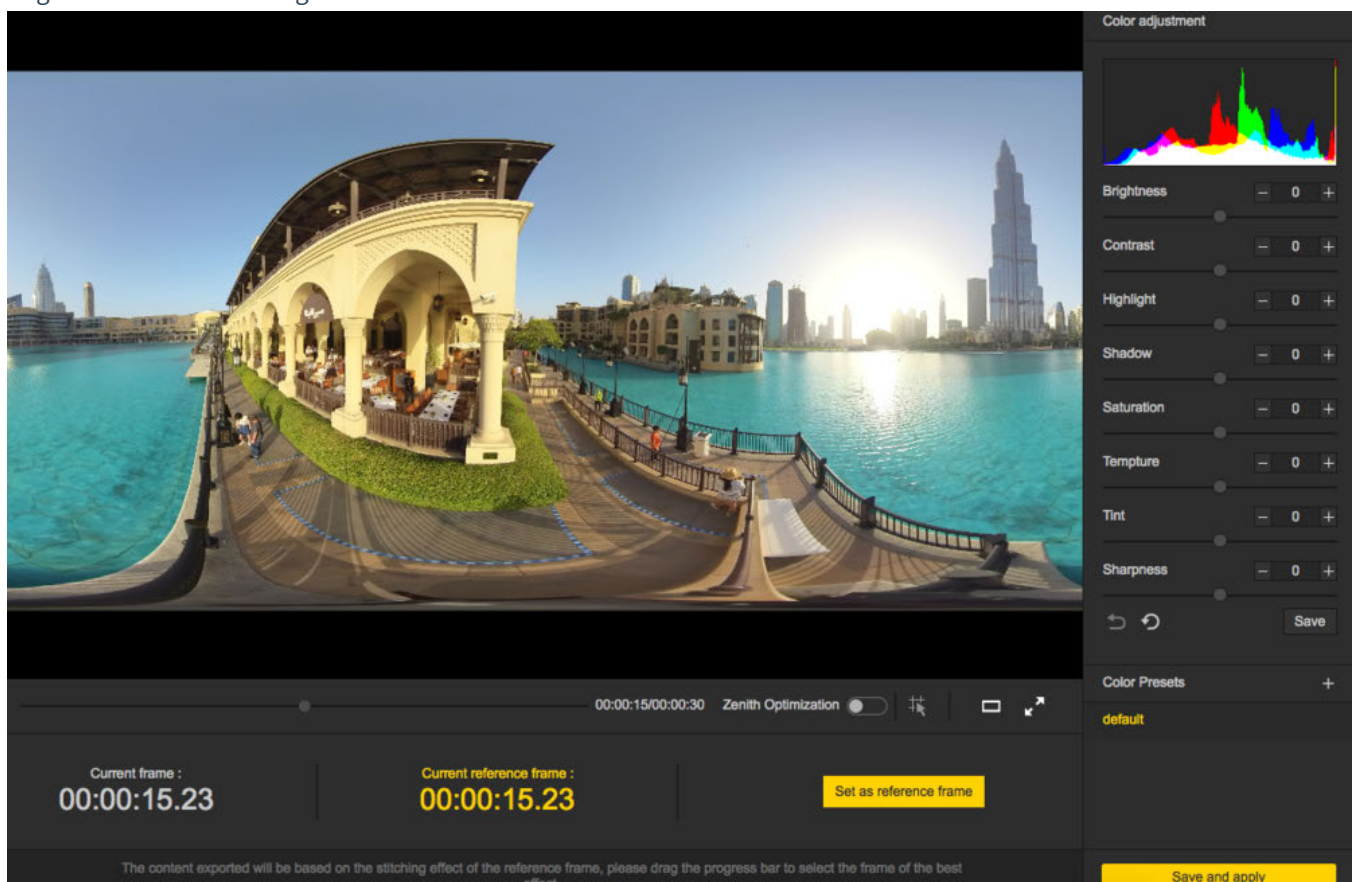 Color adjustment
Brightness − 0 +
Contrast − 0 +
Highlight − 0 +
Shadow − 0 +
Saturation − 0 +
Tempture − 0 +
Tint − 0 +
Sharpness − 0 +
Save
Color Presets +
default
00:00:15/00:00:30 Zenith Optimization
Current frame :
00:00:15.23
Current reference frame :
00:00:15.23
Set as reference frame
The content exported will be based on the stitching effect of the reference frame, please drag the progress bar to select the frame of the best
effect
Save and apply